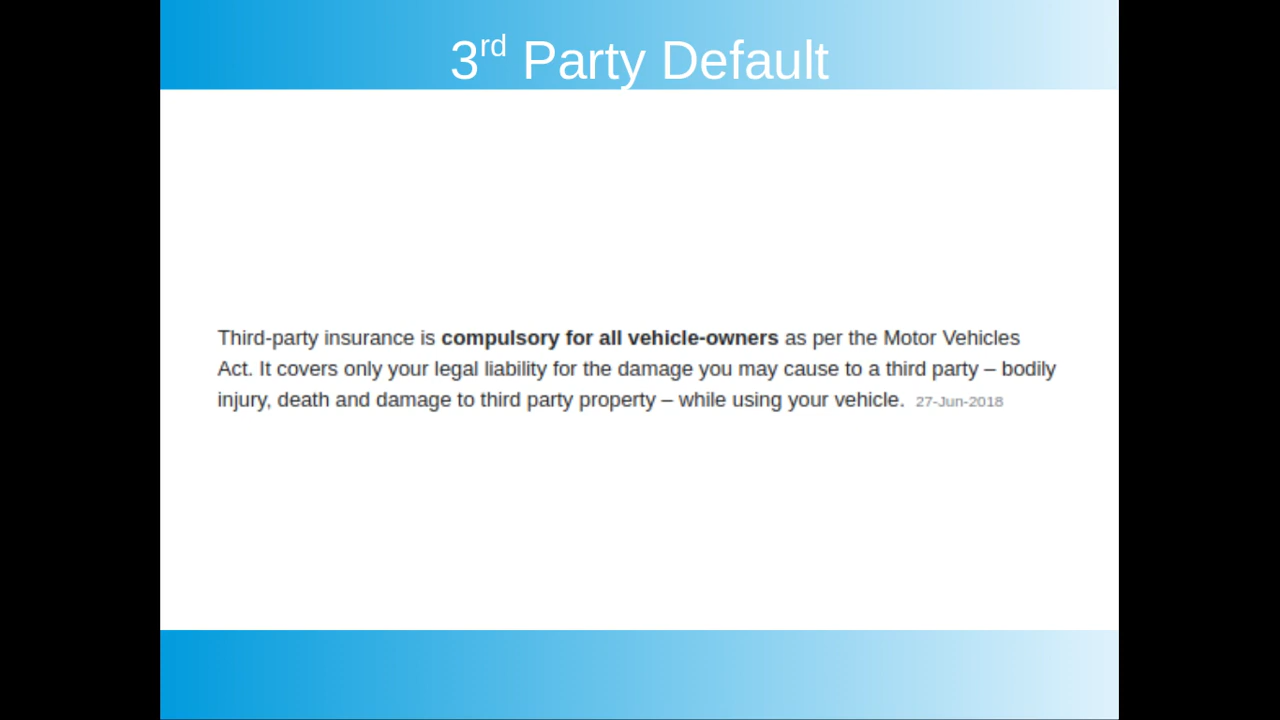 3rd Party Default
Third-party insurance is compulsory for all vehicle-owners as per the Motor Vehicles
Act. It covers only your legal liability for the damage you may cause to a third party – bodily
injury, death and damage to third party property – while using your vehicle. 27-Jun-2018